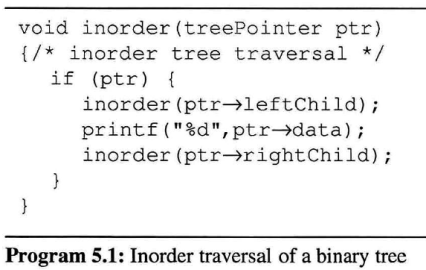 void inorder(treePointer ptr)
{/* inorder tree traversal */
   if (ptr) {
      inorder(ptr→leftChild);
      printf("%d",ptr→data);
      inorder(ptr→rightChild);
   }
}
Program 5.1: Inorder traversal of a binary tree